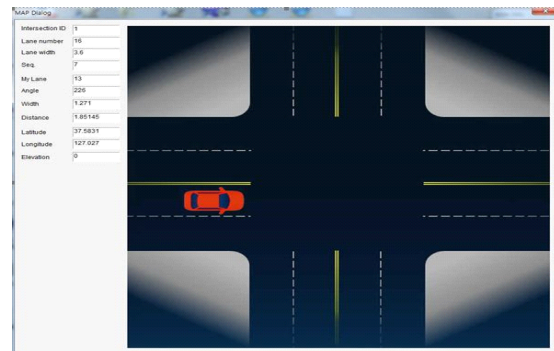 MAP Dialog
Intersection ID 1
Lane number 16
Lane width 3.6
Seq. 7
My Lane 13
Angle 226
Width 1.271
Distance 1.85145
Latitude 37.5831
Longitude 127.027
Elevation 0